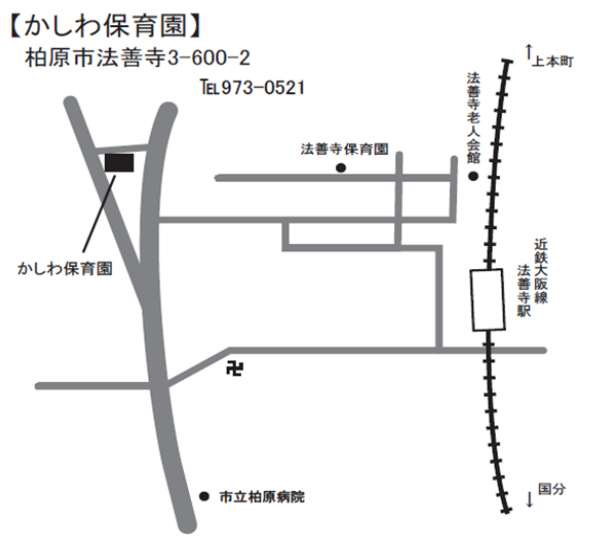 【かしわ保育園】
柏原市法善寺3-600-2
℡973-0521
↑上本町
法善寺老人会館
法善寺保育園
かしわ保育園
近鉄大阪線
法善寺駅
卍
市立柏原病院
↓国分